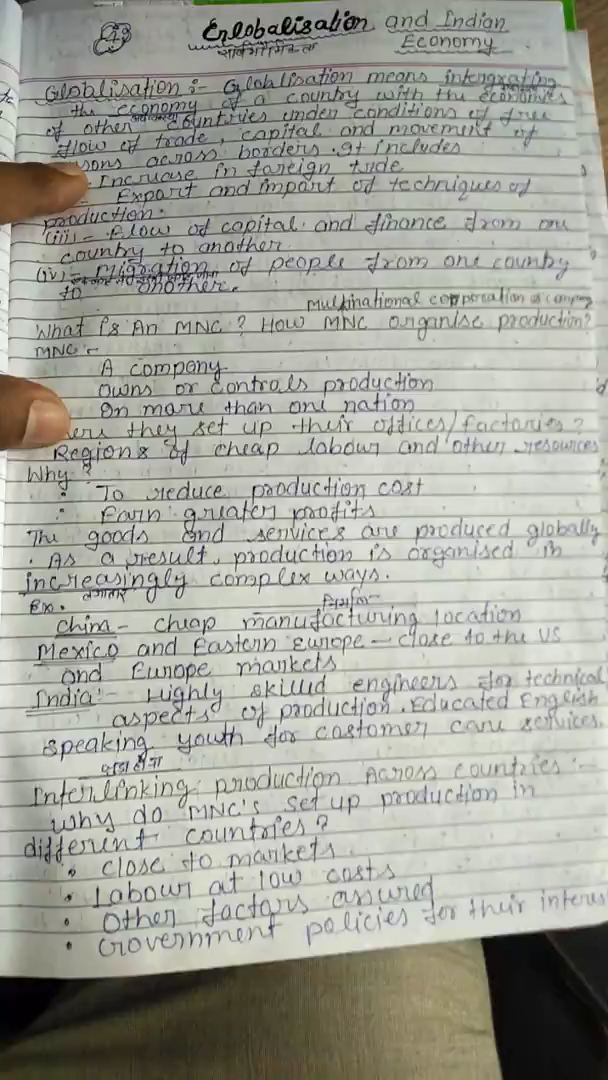 Globalisation and Indian
सार्वभौमिकता Economy
Globlisation :- Globlisation means intengrating
the economy of a country with the economies
of other countries under conditions of free
flow of trade, capital and movement of
across borders. It includes
Increase in foreign trade
Export and import of techniques of
production.
(iii) - Flow of capital and finance from one
country to another.
(iv) - Migration of people from one country
to another.
Multinational corporation or company
What is An MNC? How MNC organise production?
MNC -
A company
Owns or controls production
On more than one nation
they set up their offices/factories?
Regions of cheap labour and other resources
Why?
• To reduce production cost
• Earn greater profits
The goods and services are produced globally
. As a result, production is organised in
increasingly complex ways.
Ex. लगातार निर्माण
China - cheap manufacturing location
Mexico and Eastern Europe - close to the US
and Europe markets
India :- Highly skilled engineers for technical
aspects of production. Educated English
speaking youth for costomer care services.
Interlinking production Across countries :-
Why do MNC's set up production in
different countries?
• close to markets
• Labour at low costs
• Other factors assured
• Government policies for their interes